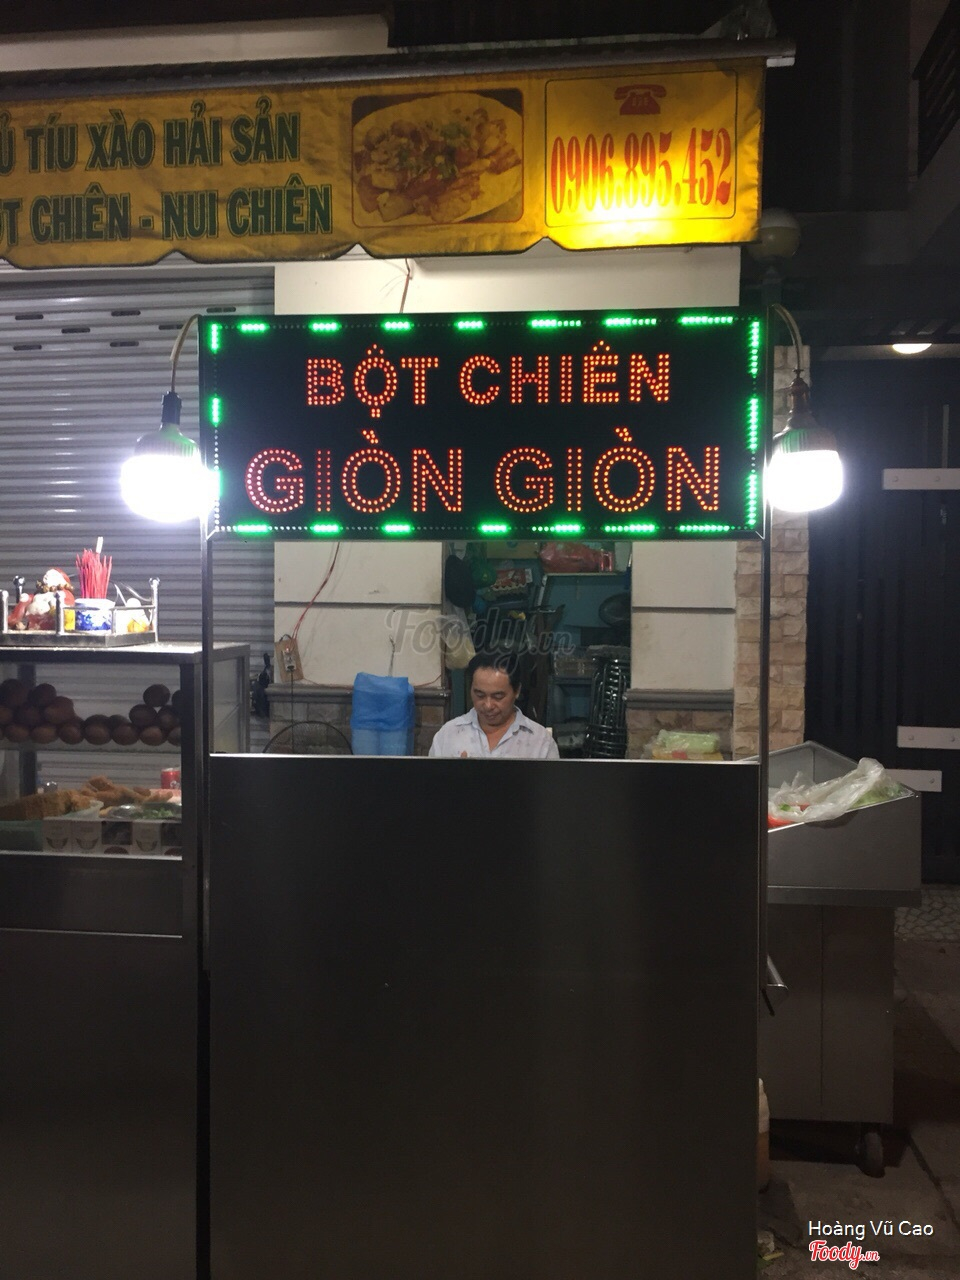 TÍU XÀO HẢI SẢN
CHIÊN - NUI CHIÊN
0906.895.452
BỘT CHIÊN
GIÒN GIÒN
Foody.vn
Hoàng Vũ Cao
Foody.vn